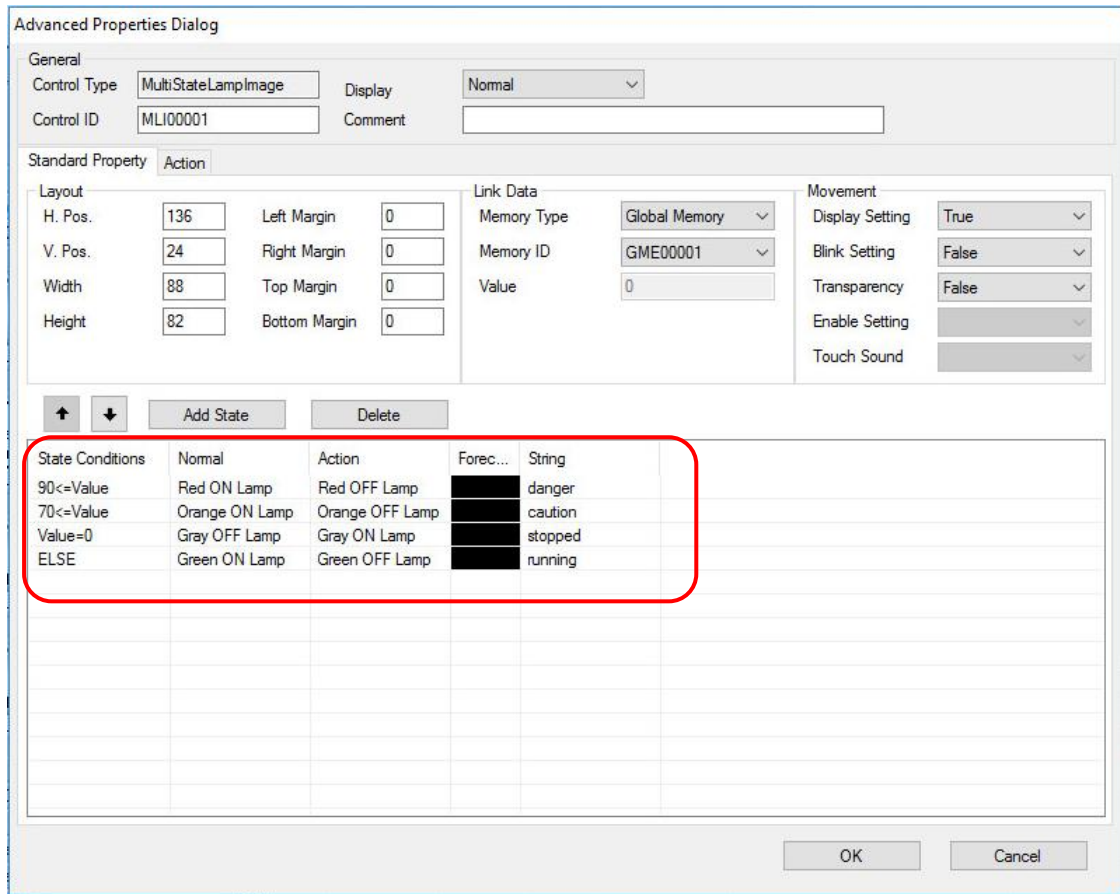 Advanced Properties Dialog
General
Control Type MultiStateLampImage Display Normal
Control ID MLI00001 Comment
Standard Property Action
Layout Link Data Movement
H. Pos. 136 Left Margin 0 Memory Type Global Memory Display Setting True
V. Pos. 24 Right Margin 0 Memory ID GME00001 Blink Setting False
Width 88 Top Margin 0 Value 0 Transparency False
Height 82 Bottom Margin 0 Enable Setting
Touch Sound
Add State Delete
State Conditions Normal Action Forec... String
90<=Value Red ON Lamp Red OFF Lamp danger
70<=Value Orange ON Lamp Orange OFF Lamp caution
Value=0 Gray OFF Lamp Gray ON Lamp stopped
ELSE Green ON Lamp Green OFF Lamp running
OK Cancel